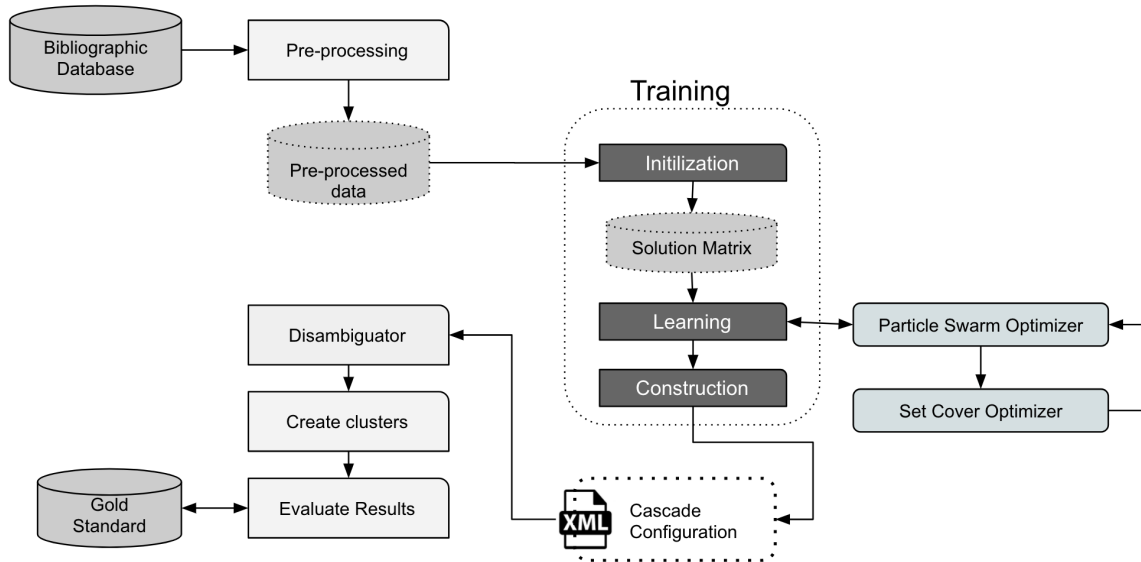 Bibliographic
Database
Pre-processing
Pre-processed
data
Training
Initilization
Solution Matrix
Learning
Construction
Particle Swarm Optimizer
Set Cover Optimizer
XML
Cascade
Configuration
Disambiguator
Create clusters
Evaluate Results
Gold
Standard